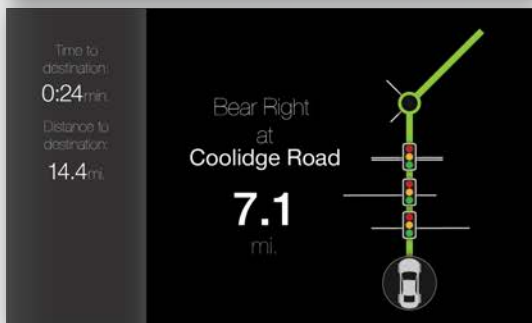 Time to
destination:
0:24min.
Distance to
destination:
14.4mi.
Bear Right
at
Coolidge Road
7.1
mi.